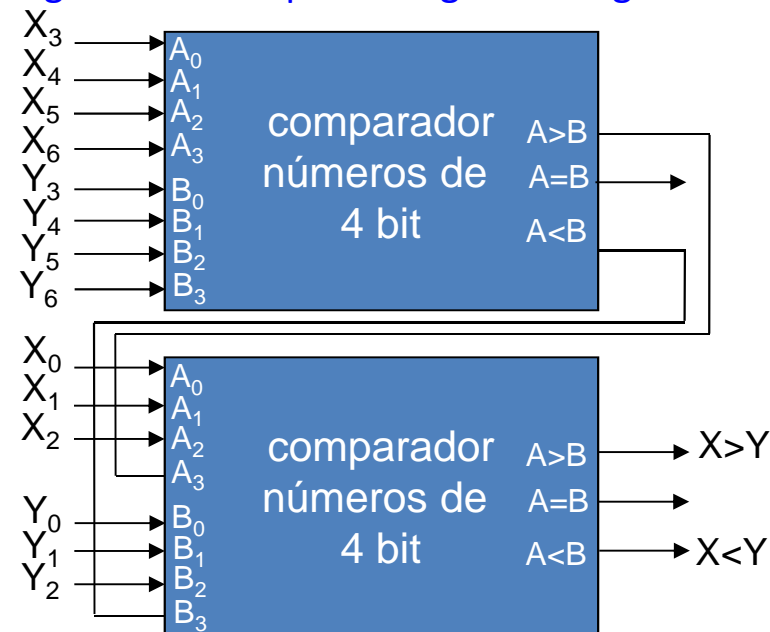 X3
X4
X5
X6
Y3
Y4
Y5
Y6
A0
A1
A2
A3
B0
B1
B2
B3
comparador
números de
4 bit
A>B
A=B
A<B
X0
X1
X2
Y0
Y1
Y2
A0
A1
A2
A3
B0
B1
B2
B3
comparador
números de
4 bit
A>B
A=B
A<B
X>Y
X<Y